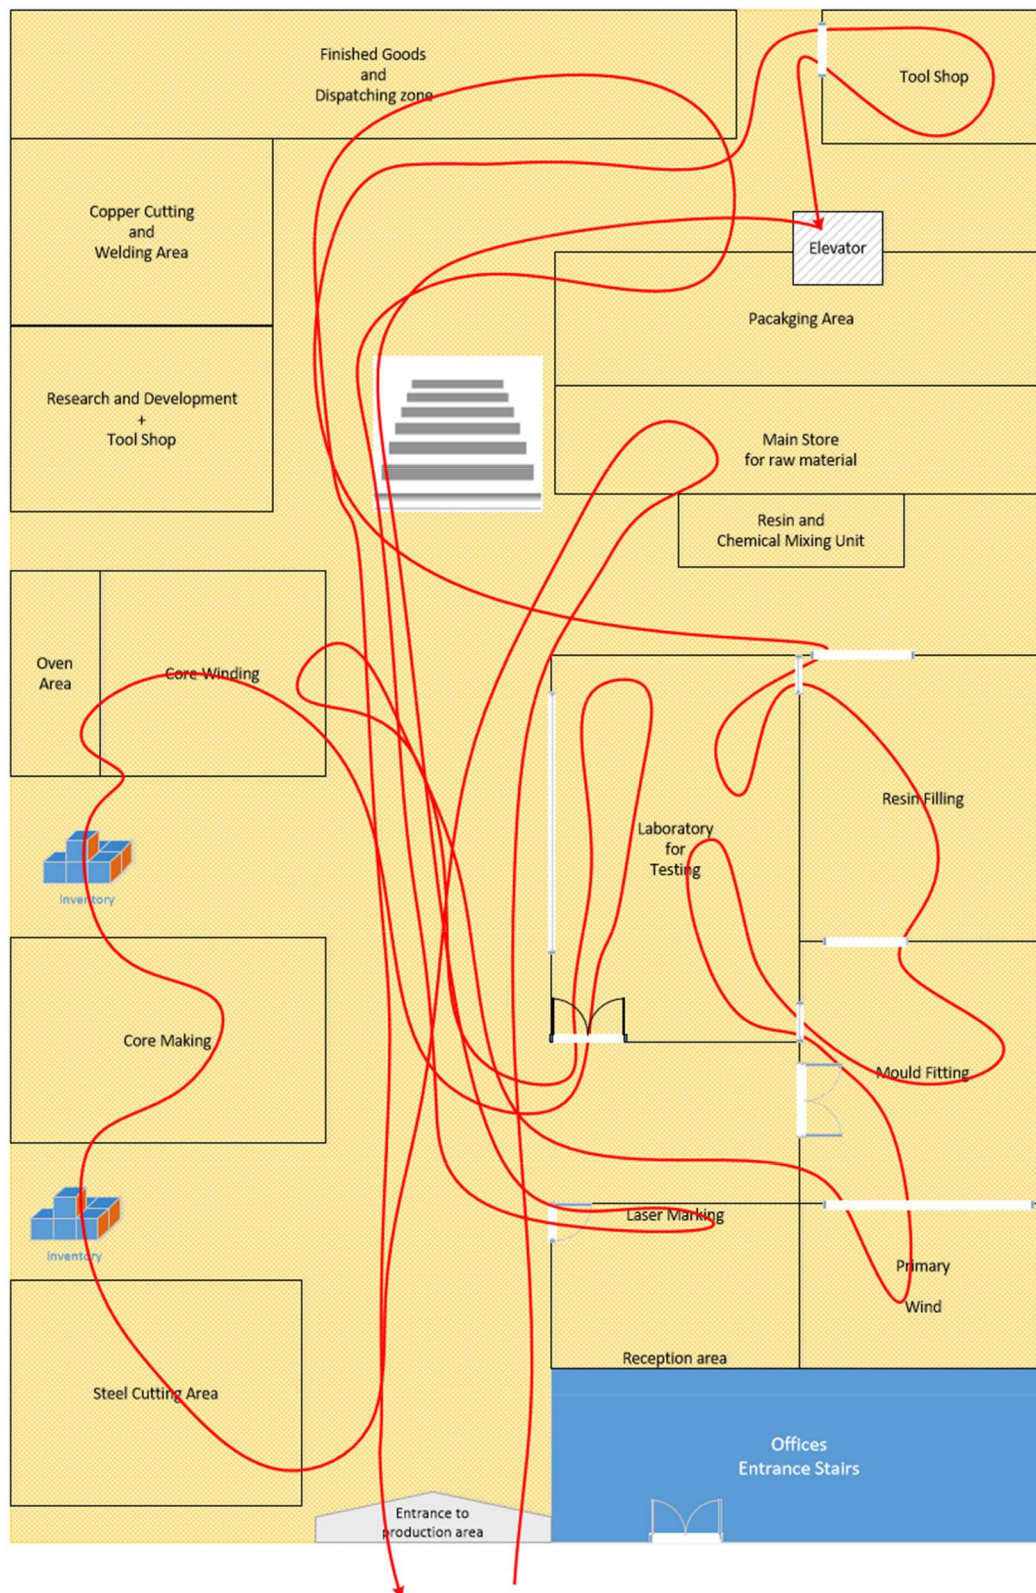 Finished Goods
and
Dispatching zone
Tool Shop
Copper Cutting
and
Welding Area
Elevator
Pacakging Area
Research and Development
+
Tool Shop
Main Store
for raw material
Resin and
Chemical Mixing Unit
Oven
Area
Core Winding
Resin Filling
Laboratory
for
Testing
Inventory
Core Making
Mould Fitting
Laser Marking
Inventory
Primary
Wind
Reception area
Steel Cutting Area
Offices
Entrance Stairs
Entrance to
production area